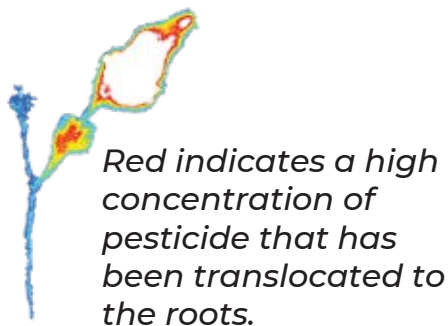 Red indicates a high
concentration of
pesticide that has
been translocated to
the roots.